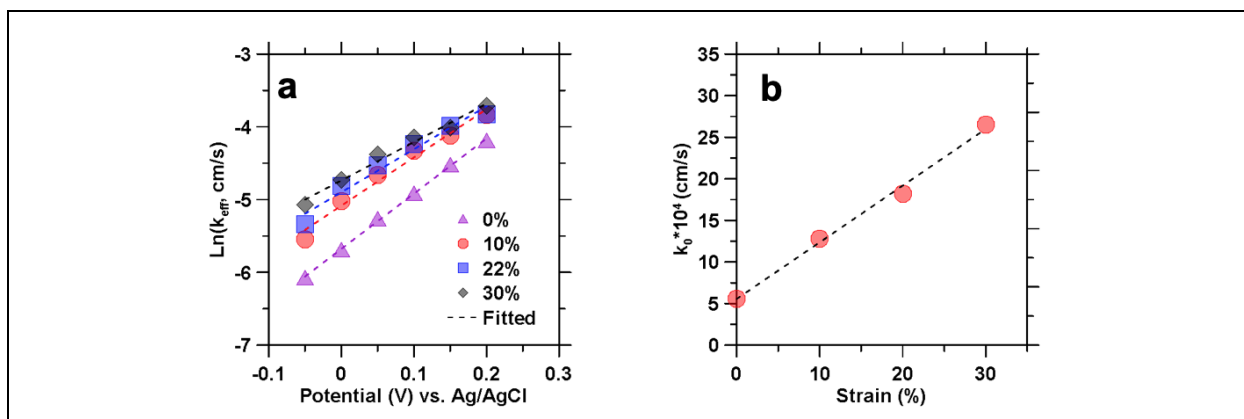 a
-3
-4
-5
-6
-7
Ln(keff, cm/s)
0%
10%
22%
30%
Fitted
-0.1 0 0.1 0.2 0.3
Potential (V) vs. Ag/AgCl
b
35
30
25
20
15
10
5
0
k0*10^4 (cm/s)
0 10 20 30
Strain (%)